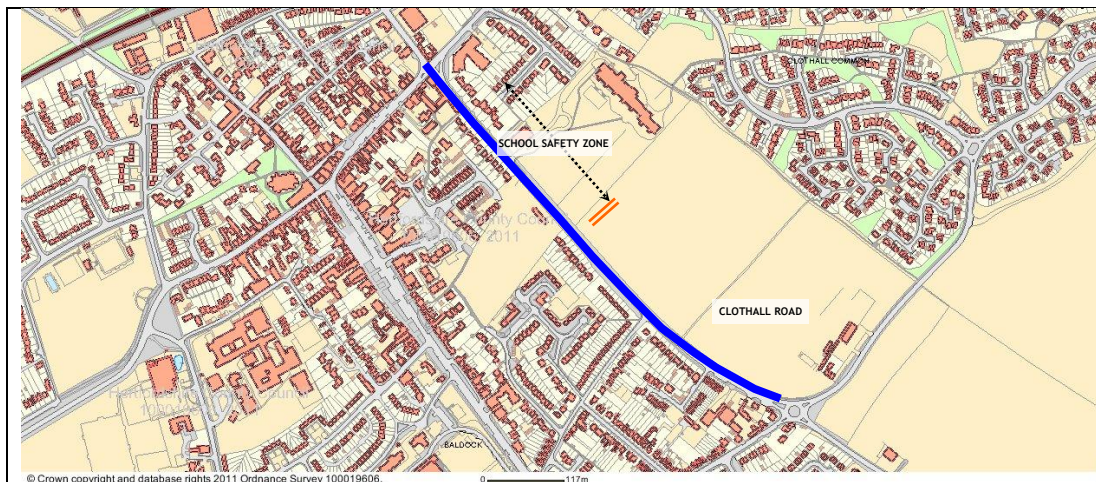 CLOTHALL COMMON
SCHOOL SAFETY ZONE
2011
CLOTHALL ROAD
BALDOCK
© Crown copyright and database rights 2011 Ordnance Survey 100019606.
0 117m